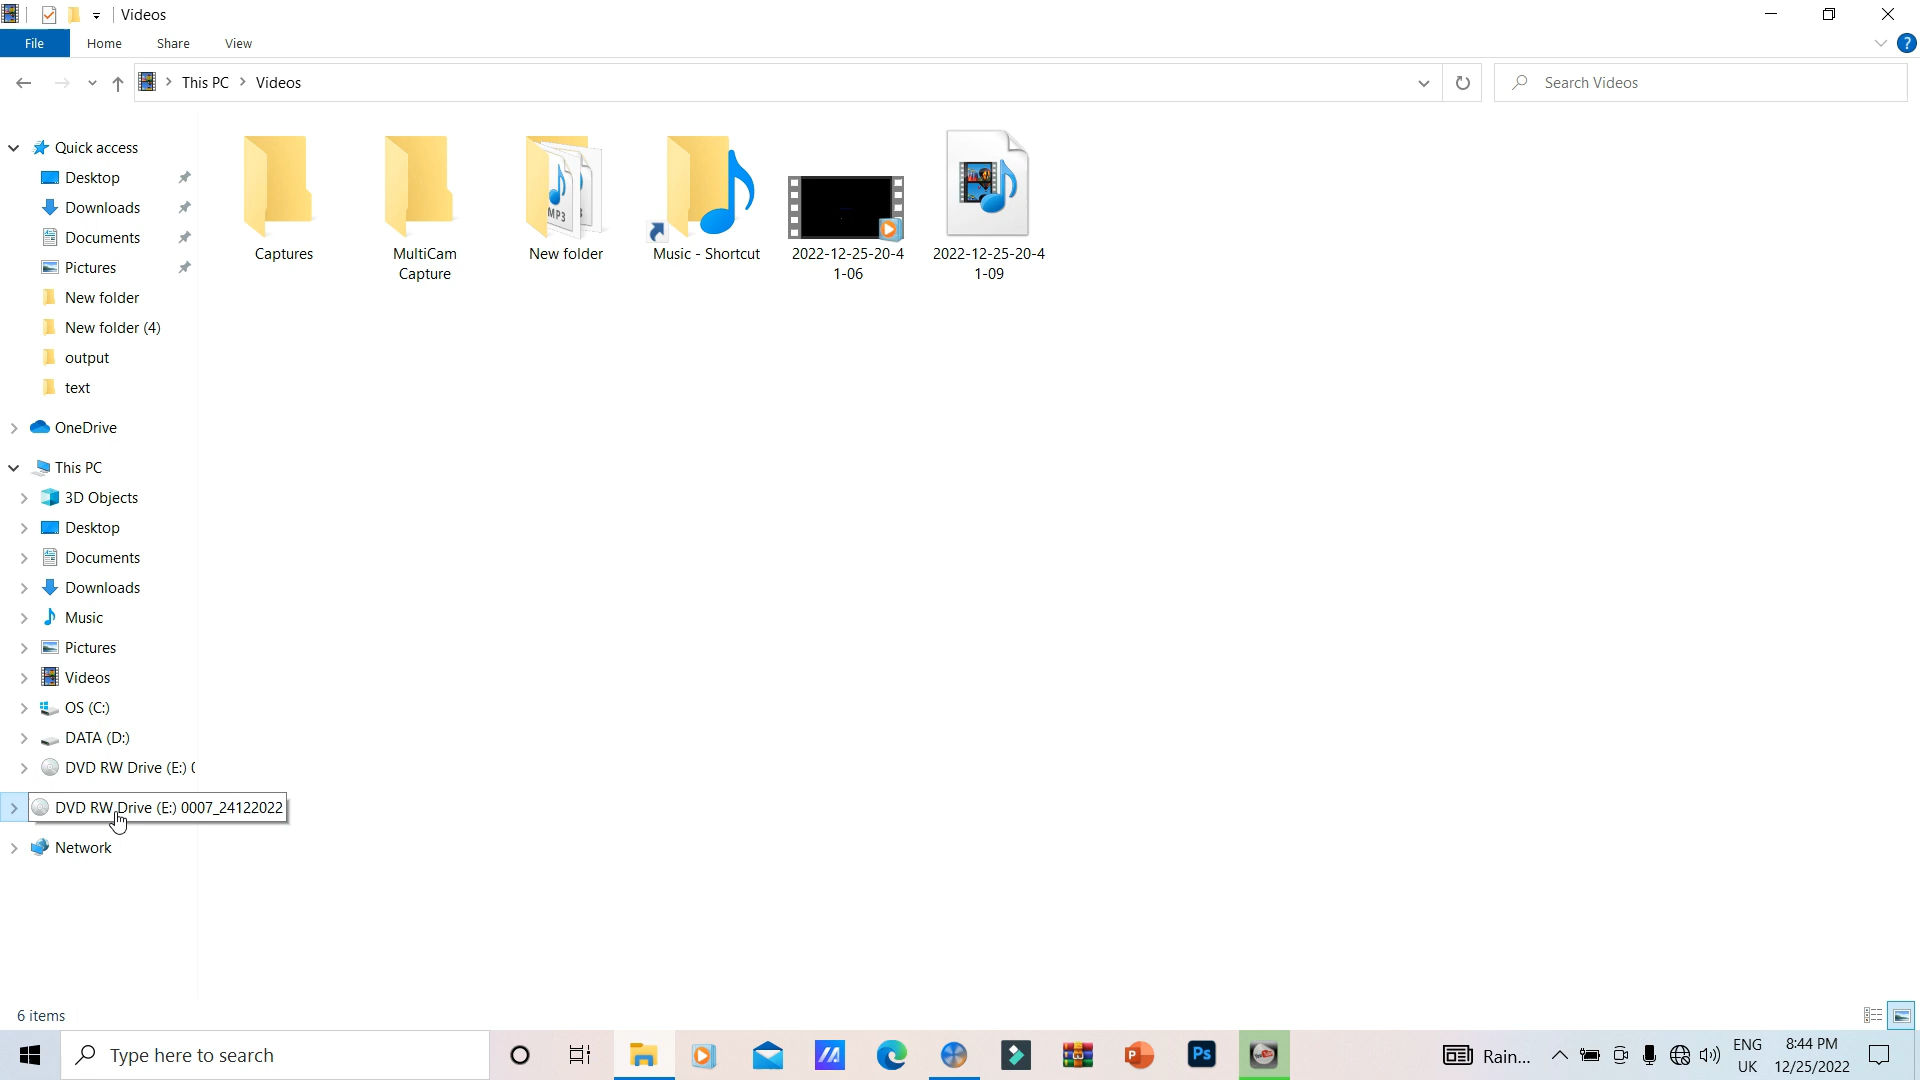 Videos
File Home Share View
This PC Videos
Search Videos
Quick access
Desktop
Downloads
Documents
Pictures
New folder
New folder (4)
output
text
OneDrive
This PC
3D Objects
Desktop
Documents
Downloads
Music
Pictures
Videos
OS (C:)
DATA (D:)
DVD RW Drive (E:) 0
DVD RW Drive (E:) 0007_24122022
Network
Captures
MultiCam
Capture
MP3
New folder
Music - Shortcut
2022-12-25-20-4
1-06
2022-12-25-20-4
1-09
6 items
Type here to search
Ps
Rain...
ENG
UK
8:44 PM
12/25/2022